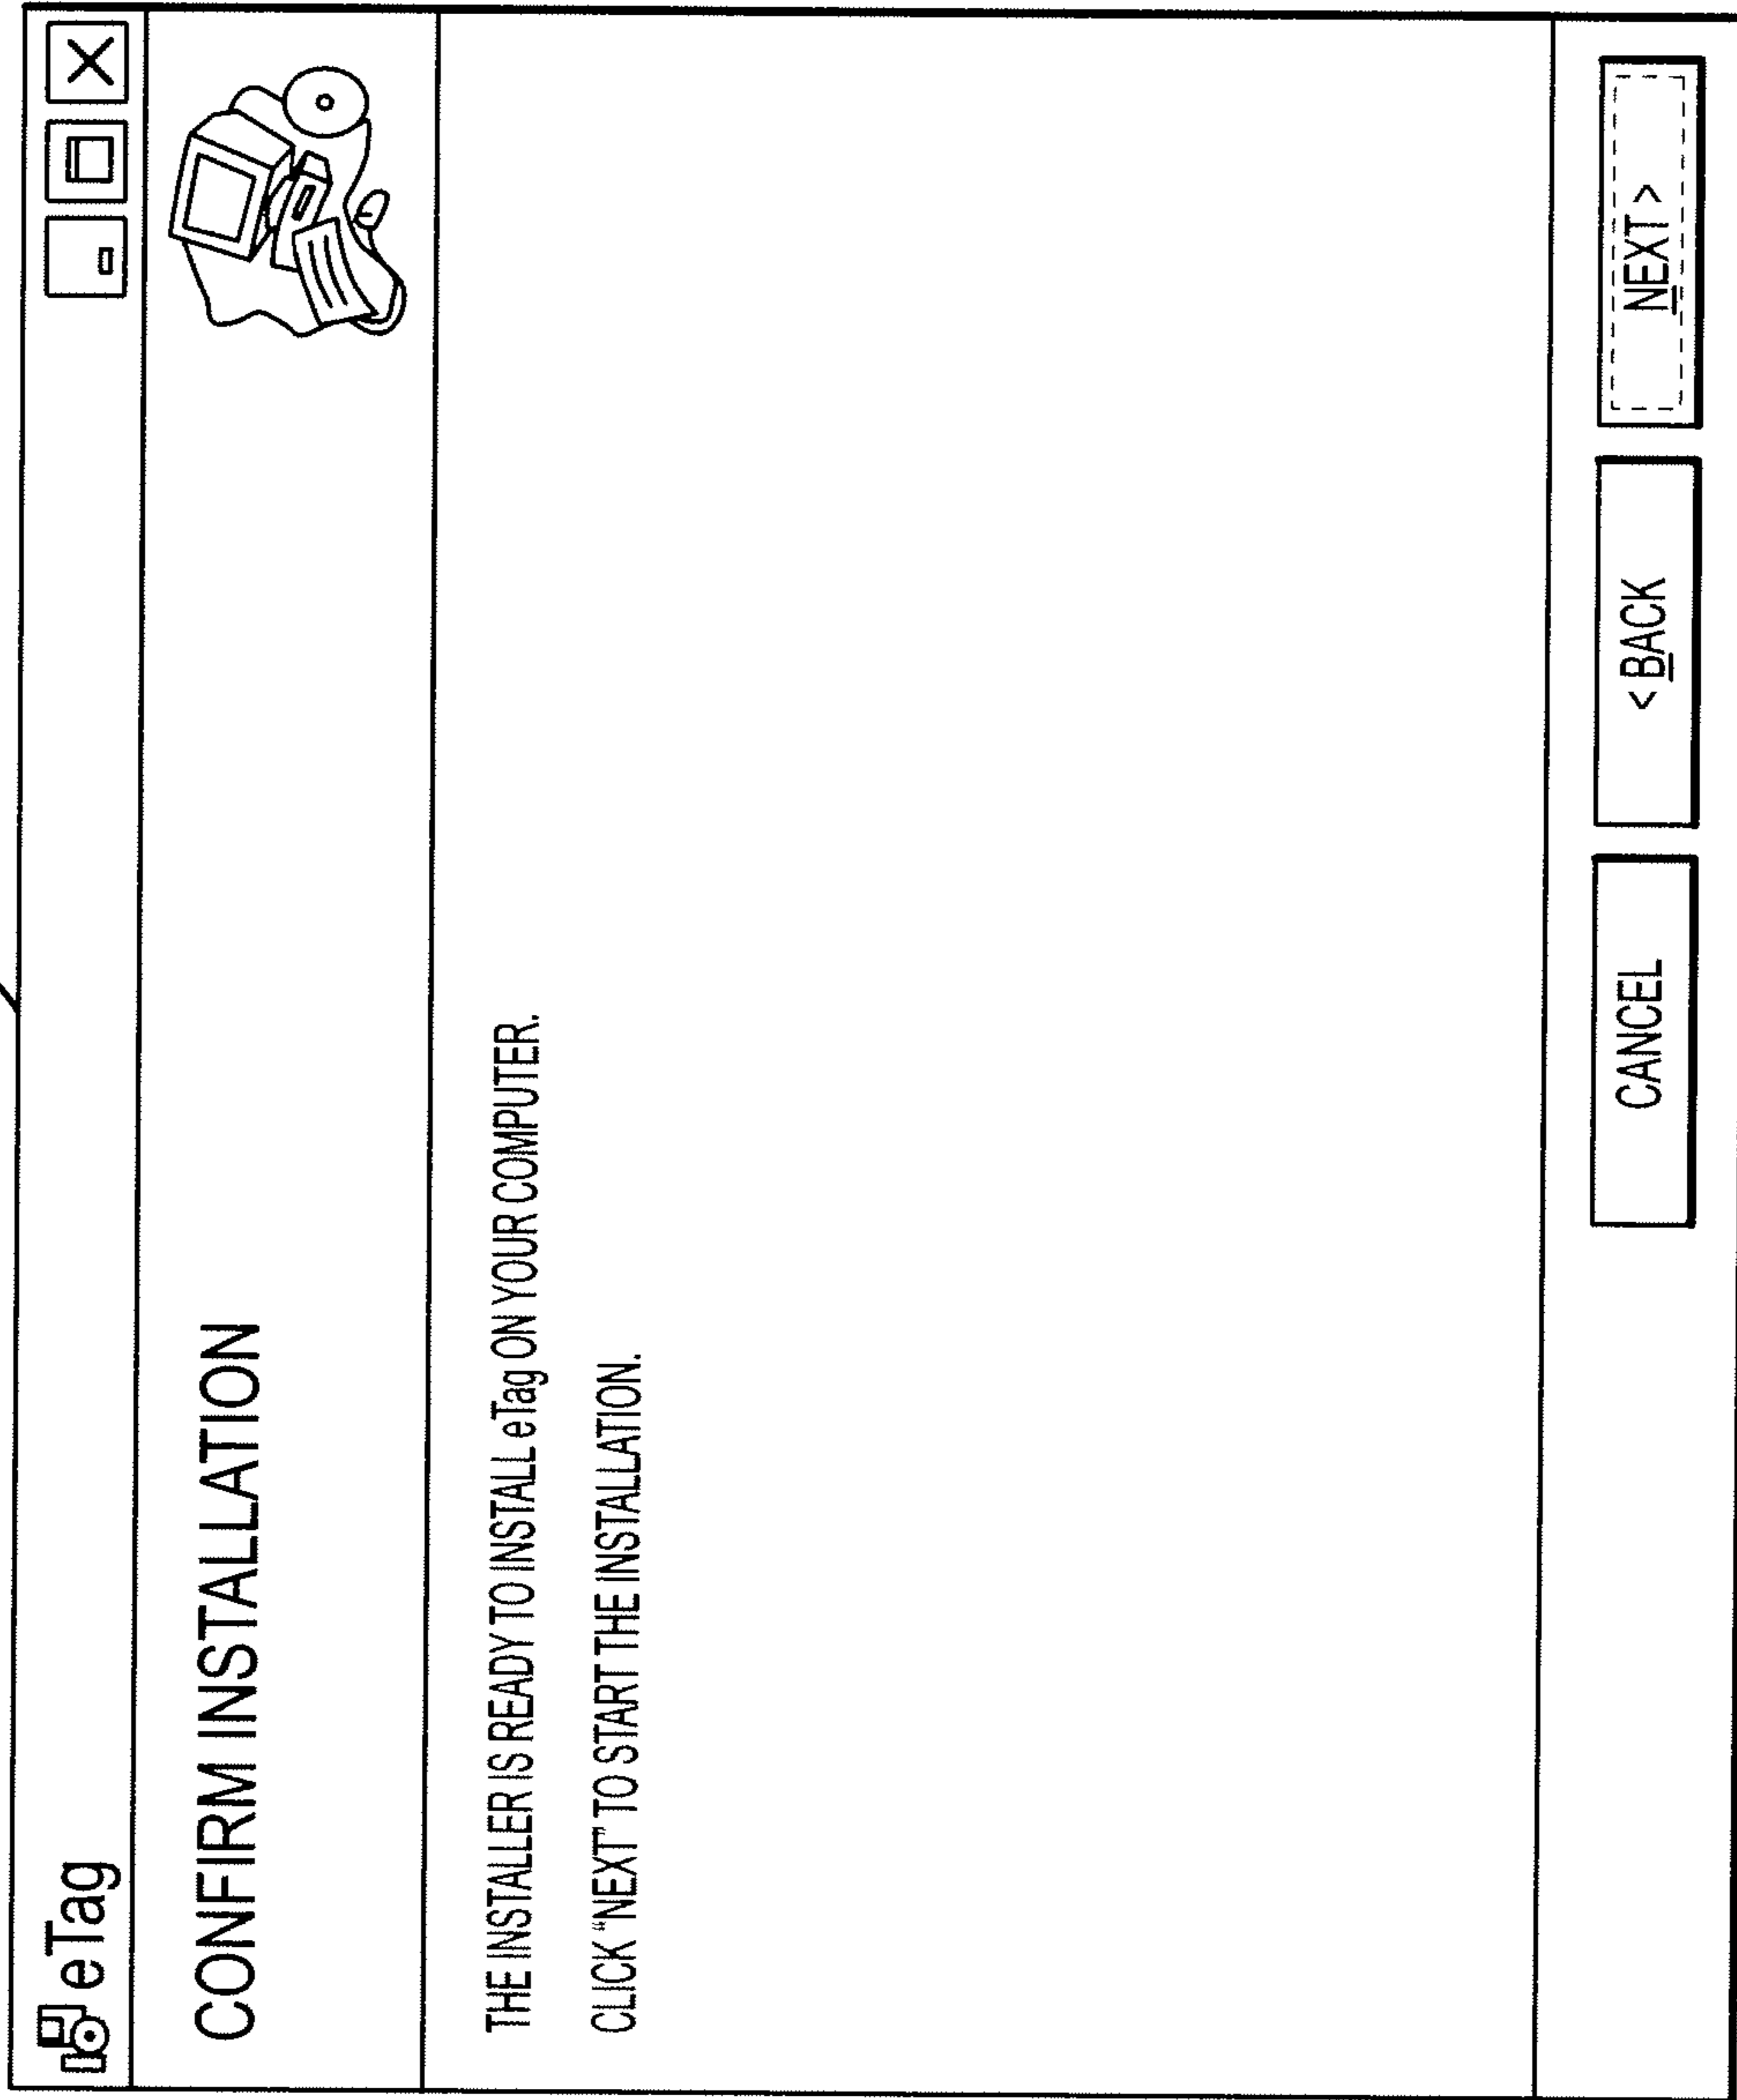 eTag
CONFIRM INSTALLATION
THE INSTALLER IS READY TO INSTALL eTag ON YOUR COMPUTER.
CLICK “NEXT” TO START THE INSTALLATION.
CANCEL
< BACK
NEXT >